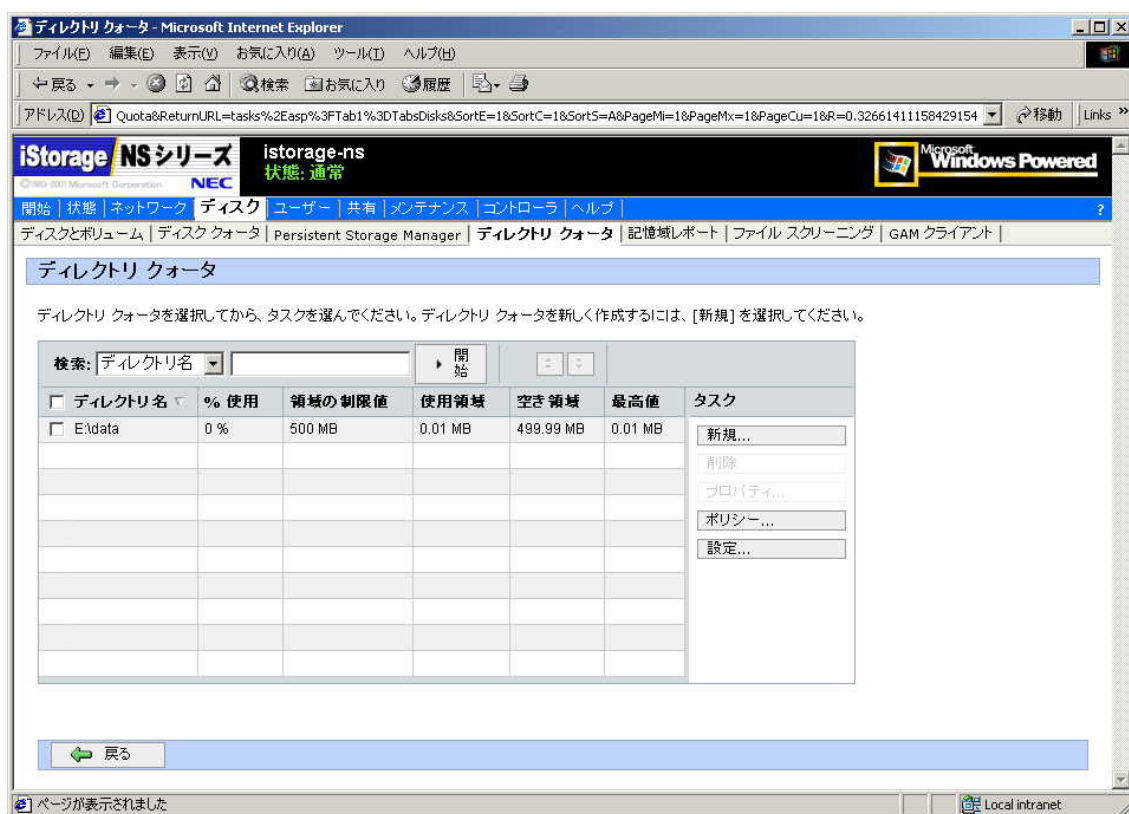 ディレクトリ クォータ - Microsoft Internet Explorer
ファイル(F) 編集(E) 表示(V) お気に入り(A) ツール(T) ヘルプ(H)
戻る 検索 お気に入り 履歴
アドレス(D) Quota&ReturnURL=tasks%2Easp%3FTab1%3DTabsDisks&SortE=1&SortC=1&SortS=A&PageMi=1&PageMx=1&PageCu=1&R=0.32661411158429154 移動 Links »
iStorage NSシリーズ istorage-ns
状態: 通常
©1983-2001 Microsoft Corporation NEC
Microsoft Windows Powered
開始 | 状態 | ネットワーク | ディスク | ユーザー | 共有 | メンテナンス | コントローラ | ヘルプ | ?
ディスクとボリューム | ディスク クォータ | Persistent Storage Manager | ディレクトリ クォータ | 記憶域レポート | ファイル スクリーニング | GAM クライアント |
ディレクトリ クォータ
ディレクトリ クォータを選択してから、タスクを選んでください。ディレクトリ クォータを新しく作成するには、[新規] を選択してください。
検索: ディレクトリ名 開始
ディレクトリ名 % 使用 領域の制限値 使用領域 空き領域 最高値 タスク
E:\data 0 % 500 MB 0.01 MB 499.99 MB 0.01 MB
新規...
削除
プロパティ...
ポリシー...
設定...
戻る
ページが表示されました Local intranet